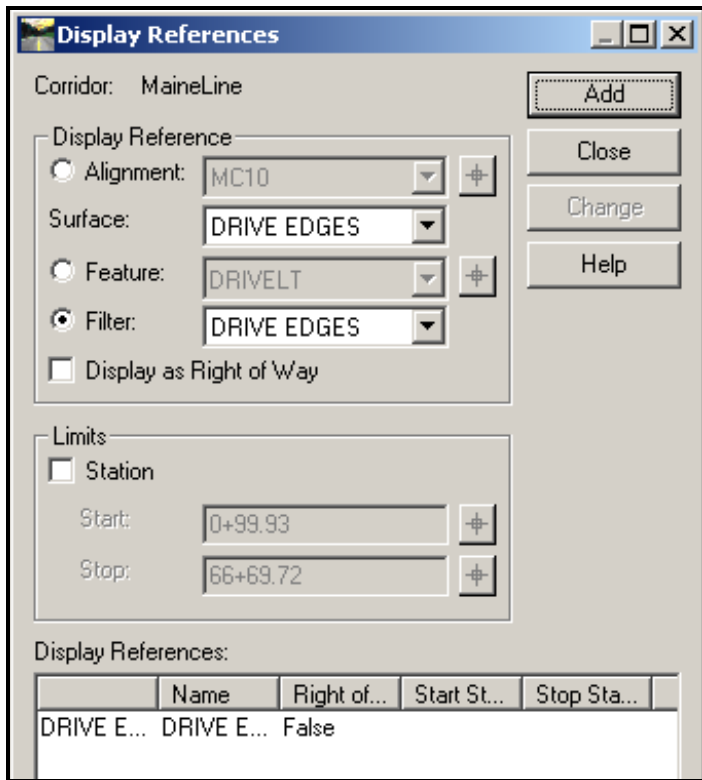 Display References
Corridor: MaineLine
Add
Display Reference
Close
Alignment: MC10
Change
Surface: DRIVE EDGES
Help
Feature: DRIVELT
Filter: DRIVE EDGES
Display as Right of Way
Limits
Station
Start: 0+99.93
Stop: 66+69.72
Display References:
Name Right of... Start St... Stop Sta...
DRIVE E... DRIVE E... False